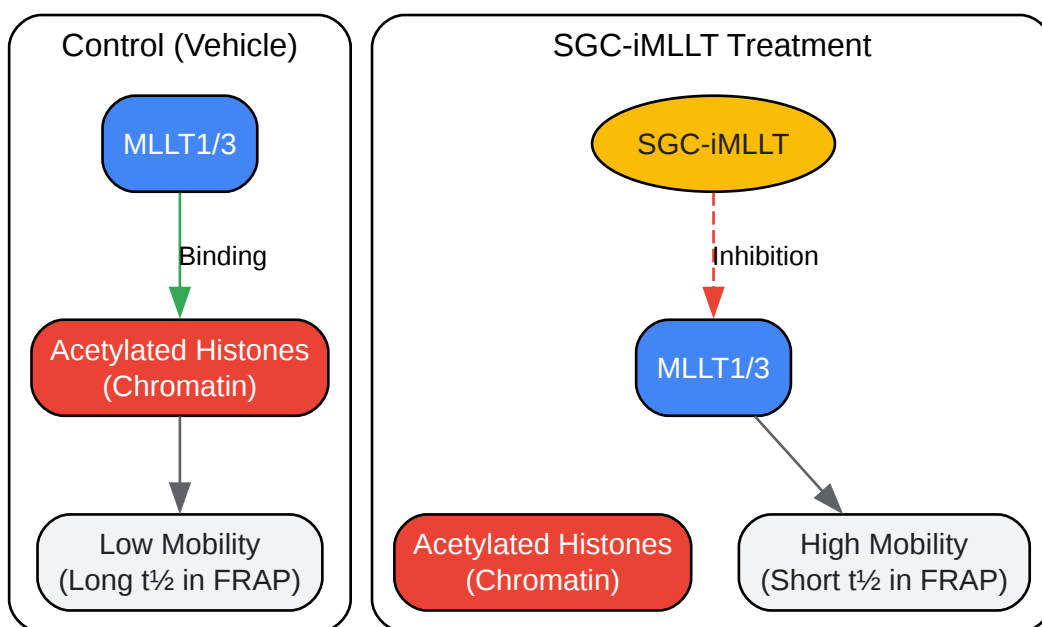 Control (Vehicle)
MLLT1/3
Binding
Acetylated Histones
(Chromatin)
Low Mobility
(Long t½ in FRAP)
SGC-iMLLT Treatment
SGC-iMLLT
Inhibition
MLLT1/3
Acetylated Histones
(Chromatin)
High Mobility
(Short t½ in FRAP)